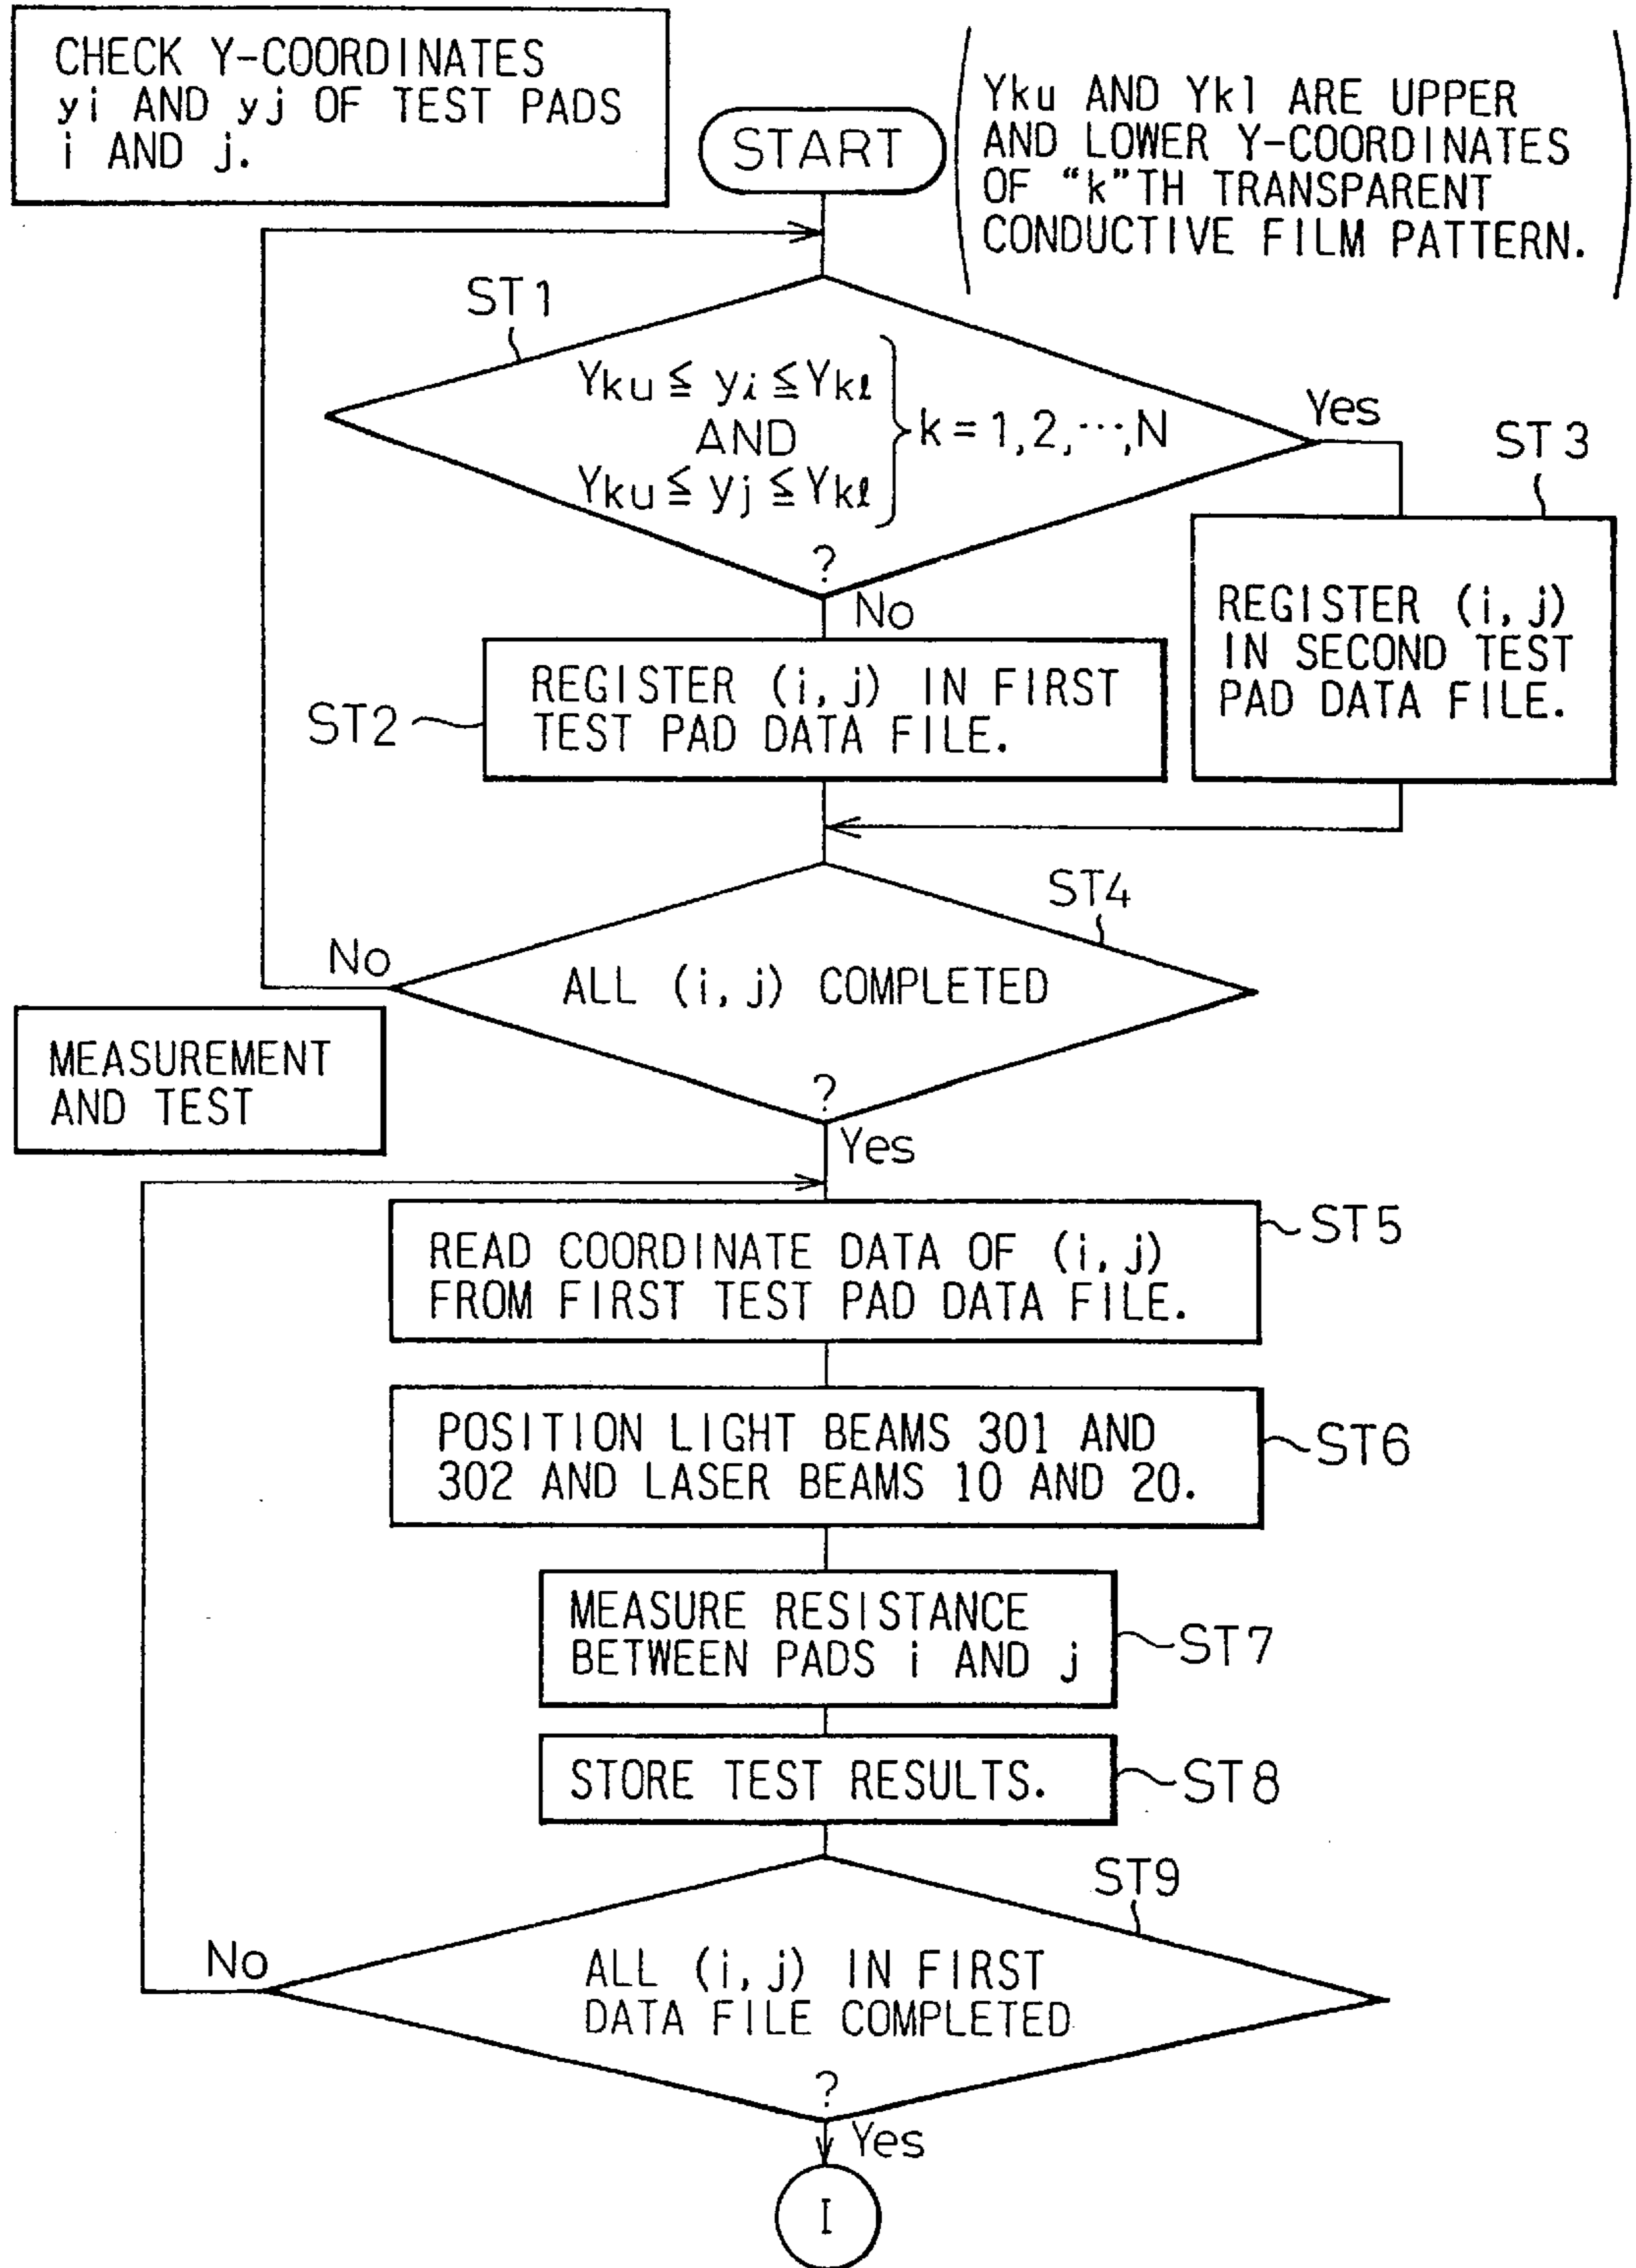 CHECK Y-COORDINATES
yi AND yj OF TEST PADS
i AND j.
START
Yku AND Ykl ARE UPPER
AND LOWER Y-COORDINATES
OF “k”TH TRANSPARENT
CONDUCTIVE FILM PATTERN.
ST1
Yku ≦ yi ≦ Ykℓ
AND
Yku ≦ yj ≦ Ykℓ
k = 1,2,···,N
?
Yes
ST3
No
REGISTER (i, j)
IN SECOND TEST
PAD DATA FILE.
ST2
REGISTER (i, j) IN FIRST
TEST PAD DATA FILE.
ST4
No
ALL (i, j) COMPLETED
?
MEASUREMENT
AND TEST
Yes
ST5
READ COORDINATE DATA OF (i, j)
FROM FIRST TEST PAD DATA FILE.
POSITION LIGHT BEAMS 301 AND
302 AND LASER BEAMS 10 AND 20.
ST6
MEASURE RESISTANCE
BETWEEN PADS i AND j
ST7
STORE TEST RESULTS.
ST8
ST9
No
ALL (i, j) IN FIRST
DATA FILE COMPLETED
?
Yes
I